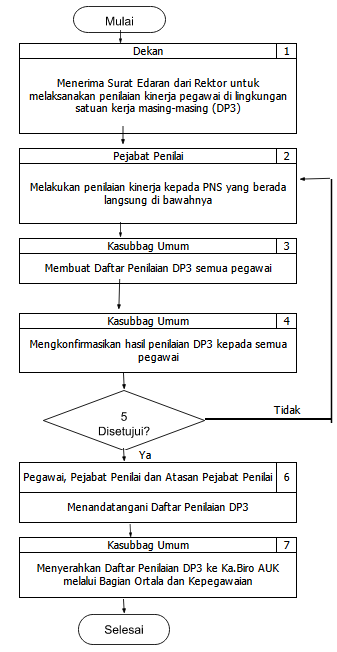 Mulai
Dekan 1
Menerima Surat Edaran dari Rektor untuk
melaksanakan penilaian kinerja pegawai di lingkungan
satuan kerja masing-masing (DP3)
Pejabat Penilai 2
Melakukan penilaian kinerja kepada PNS yang berada
langsung di bawahnya
Kasubbag Umum 3
Membuat Daftar Penilaian DP3 semua pegawai
Kasubbag Umum 4
Mengkonfirmasikan hasil penilaian DP3 kepada semua
pegawai
5
Disetujui?
Tidak
Ya
Pegawai, Pejabat Penilai dan Atasan Pejabat Penilai 6
Menandatangani Daftar Penilaian DP3
Kasubbag Umum 7
Menyerahkan Daftar Penilaian DP3 ke Ka.Biro AUK
melalui Bagian Ortala dan Kepegawaian
Selesai